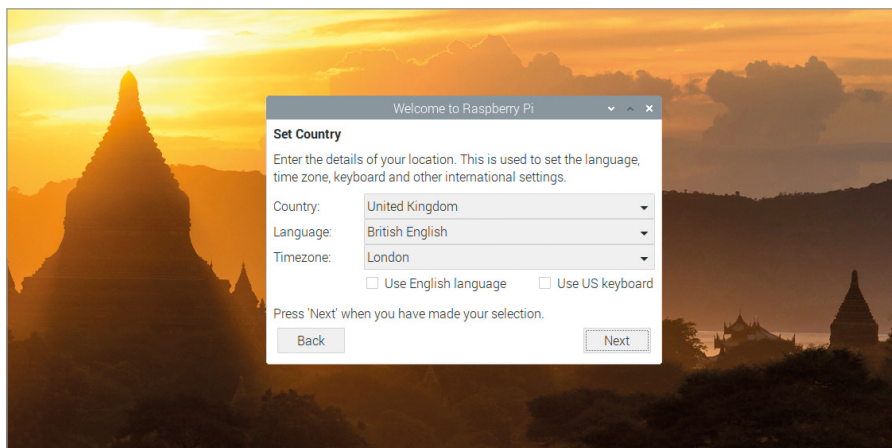 Welcome to Raspberry Pi
Set Country
Enter the details of your location. This is used to set the language,
time zone, keyboard and other international settings.
Country: United Kingdom
Language: British English
Timezone: London
Use English language Use US keyboard
Press 'Next' when you have made your selection.
Back Next